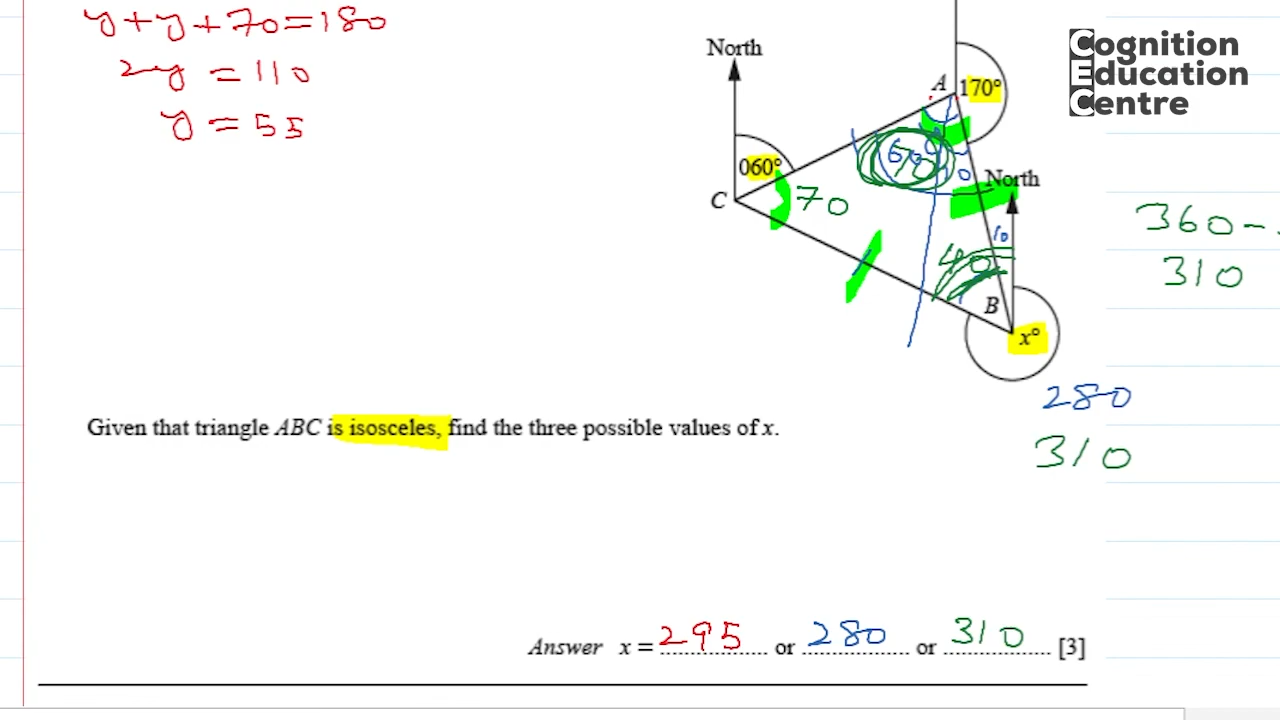 y + y + 70 = 180
2y = 110
y = 55
Cognition
Education
Centre
North
A
170°
060°
C
70
70
North
10
40
B
x°
360 -
310
280
310
Given that triangle ABC is isosceles, find the three possible values of x.
Answer x = 295 or 280 or 310 [3]